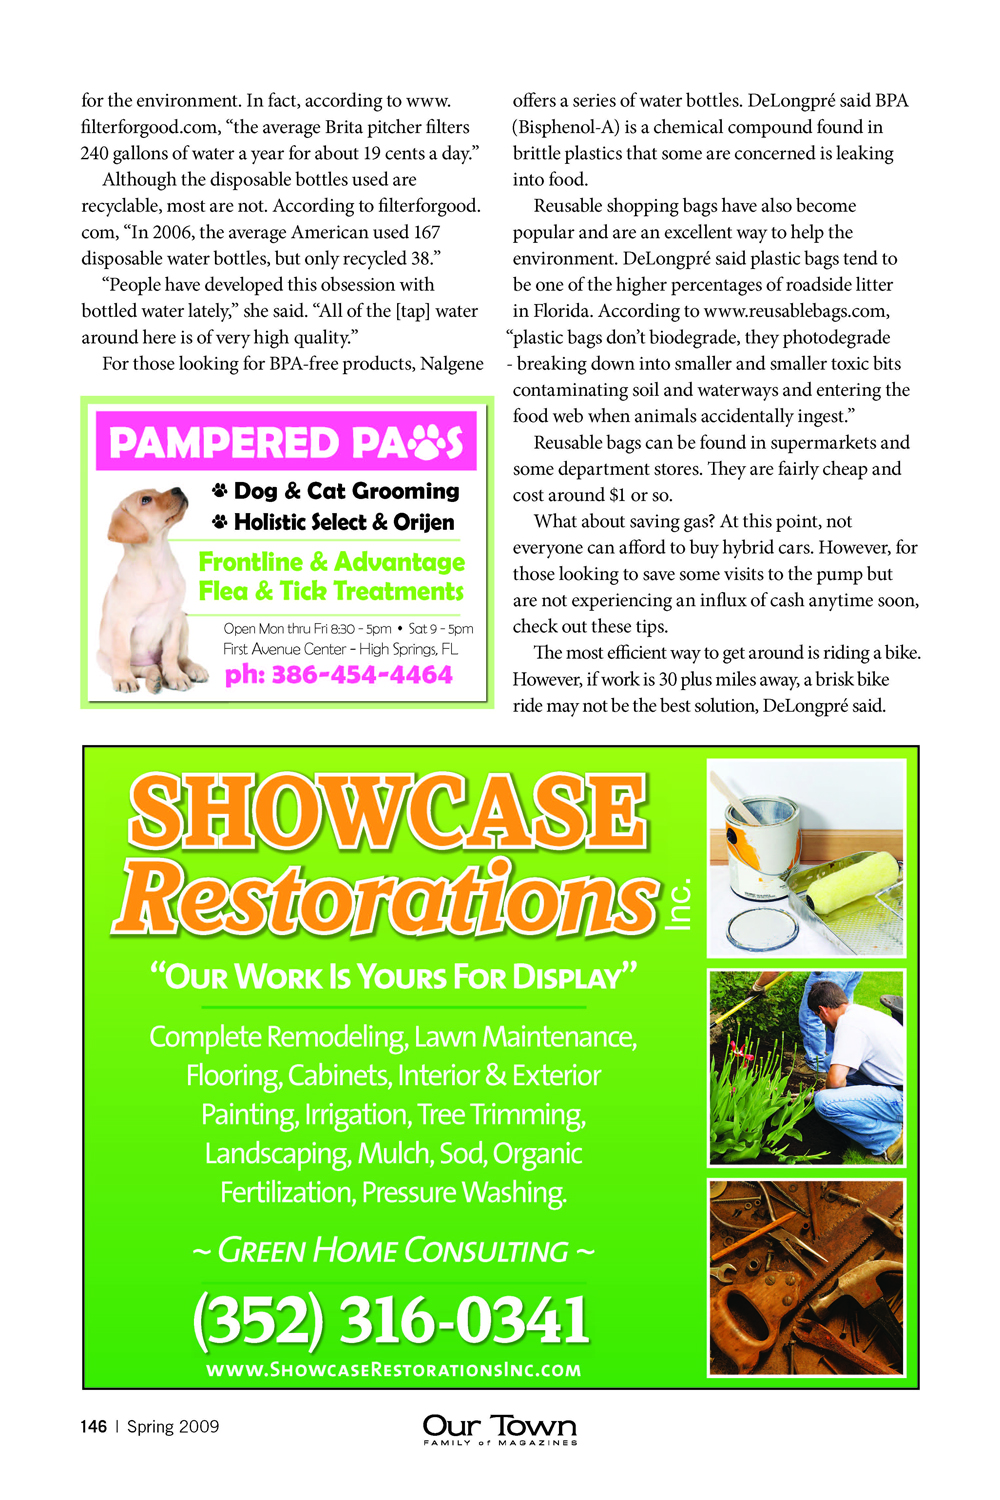 for the environment. In fact, according to www.
filterforgood.com, “the average Brita pitcher filters
240 gallons of water a year for about 19 cents a day.”
Although the disposable bottles used are
recyclable, most are not. According to filterforgood.
com, “In 2006, the average American used 167
disposable water bottles, but only recycled 38.”
“People have developed this obsession with
bottled water lately,” she said. “All of the [tap] water
around here is of very high quality.”
For those looking for BPA-free products, Nalgene
offers a series of water bottles. DeLongpré said BPA
(Bisphenol-A) is a chemical compound found in
brittle plastics that some are concerned is leaking
into food.
Reusable shopping bags have also become
popular and are an excellent way to help the
environment. DeLongpré said plastic bags tend to
be one of the higher percentages of roadside litter
in Florida. According to www.reusablebags.com,
“plastic bags don’t biodegrade, they photodegrade
- breaking down into smaller and smaller toxic bits
contaminating soil and waterways and entering the
food web when animals accidentally ingest.”
Reusable bags can be found in supermarkets and
some department stores. They are fairly cheap and
cost around $1 or so.
What about saving gas? At this point, not
everyone can afford to buy hybrid cars. However, for
those looking to save some visits to the pump but
are not experiencing an influx of cash anytime soon,
check out these tips.
The most efficient way to get around is riding a bike.
However, if work is 30 plus miles away, a brisk bike
ride may not be the best solution, DeLongpré said.
PAMPERED PAWS
Dog & Cat Grooming
Holistic Select & Orijen
Frontline & Advantage
Flea & Tick Treatments
Open Mon thru Fri 8:30 - 5pm • Sat 9 - 5pm
First Avenue Center - High Springs, FL
ph: 386-454-4464
SHOWCASE
Restorations Inc.
“OUR WORK IS YOURS FOR DISPLAY”
Complete Remodeling, Lawn Maintenance,
Flooring, Cabinets, Interior & Exterior
Painting, Irrigation, Tree Trimming,
Landscaping, Mulch, Sod, Organic
Fertilization, Pressure Washing.
~ GREEN HOME CONSULTING ~
(352) 316-0341
WWW.SHOWCASERESTORATIONSINC.COM
146 | Spring 2009
Our Town
FAMILY of MAGAZINES